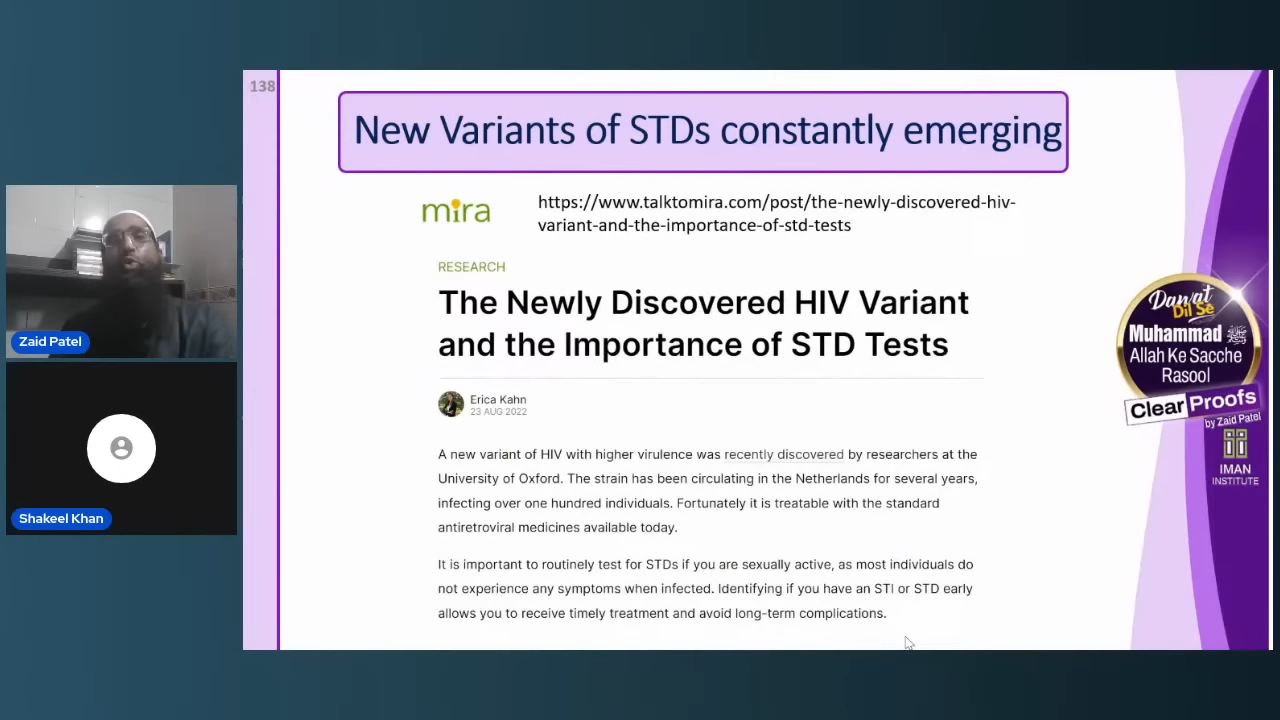 138
New Variants of STDs constantly emerging
mira
https://www.talktomira.com/post/the-newly-discovered-hiv-
variant-and-the-importance-of-std-tests
RESEARCH
The Newly Discovered HIV Variant
and the Importance of STD Tests
Erica Kahn
23 AUG 2022
A new variant of HIV with higher virulence was recently discovered by researchers at the
University of Oxford. The strain has been circulating in the Netherlands for several years,
infecting over one hundred individuals. Fortunately it is treatable with the standard
antiretroviral medicines available today.
It is important to routinely test for STDs if you are sexually active, as most individuals do
not experience any symptoms when infected. Identifying if you have an STI or STD early
allows you to receive timely treatment and avoid long-term complications.
Dawat
Dil Se
Muhammad ﷺ
Allah Ke Sacche
Rasool
Clear Proofs
by Zaid Patel
IMAN
INSTITUTE
Zaid Patel
Shakeel Khan